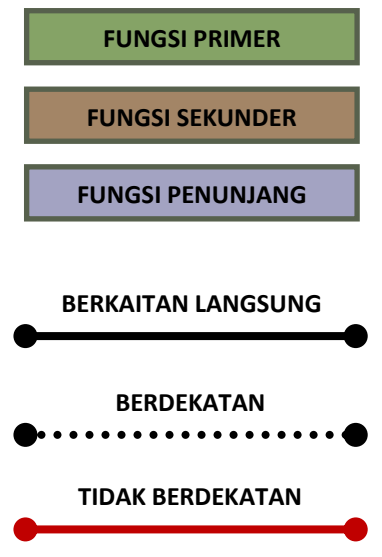 FUNGSI PRIMER
FUNGSI SEKUNDER
FUNGSI PENUNJANG
BERKAITAN LANGSUNG
BERDEKATAN
TIDAK BERDEKATAN